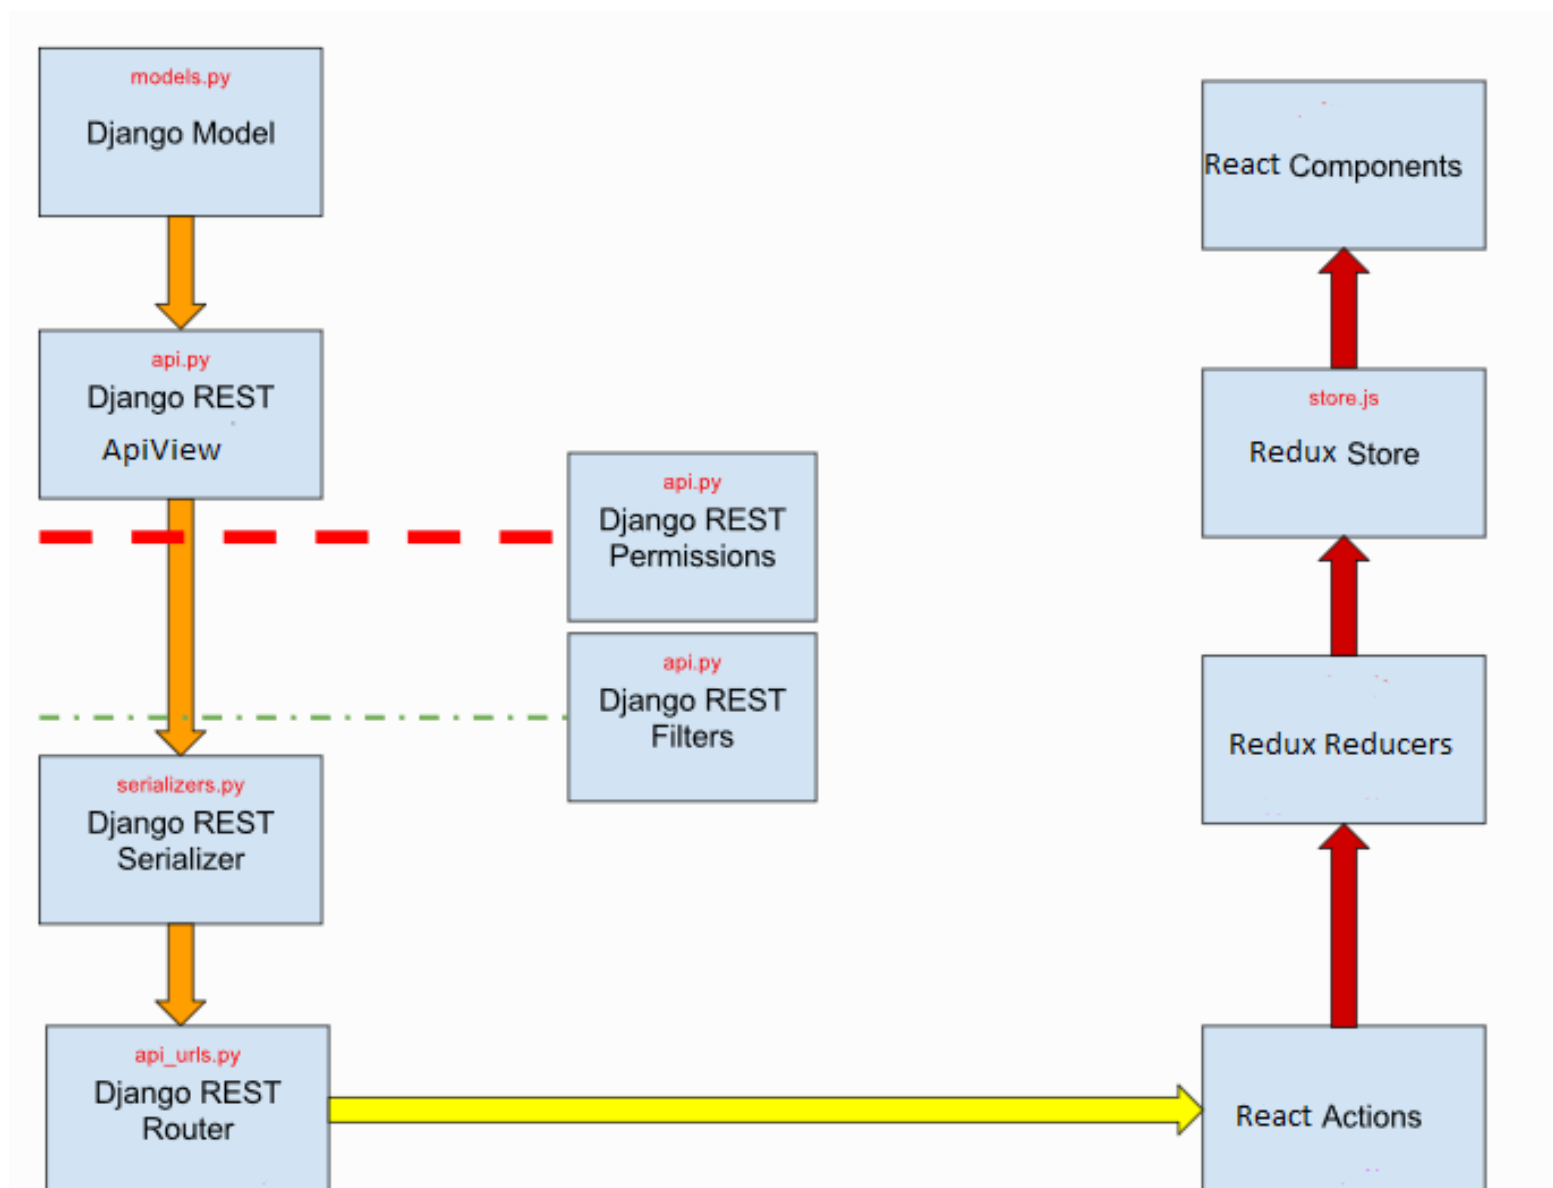 models.py
Django Model
api.py
Django REST
ApiView
api.py
Django REST
Permissions
api.py
Django REST
Filters
serializers.py
Django REST
Serializer
api_urls.py
Django REST
Router
React Components
store.js
Redux Store
Redux Reducers
React Actions